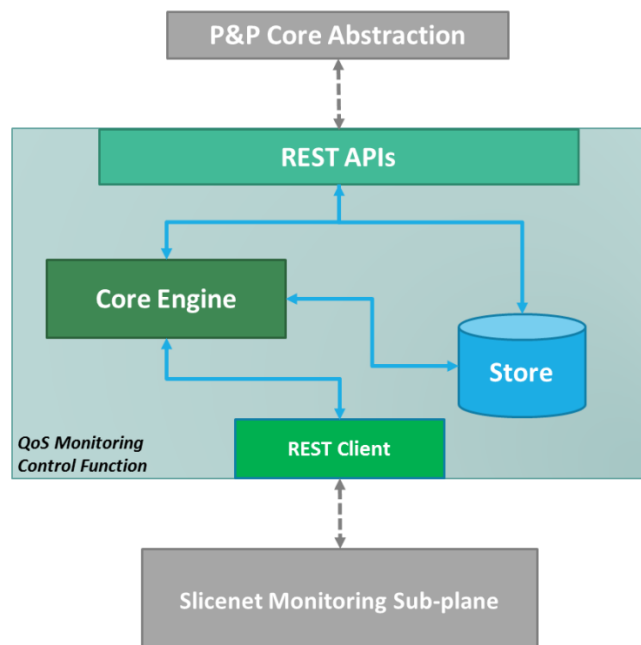 P&P Core Abstraction
REST APIs
Core Engine
Store
QoS Monitoring
Control Function
REST Client
Slicenet Monitoring Sub-plane